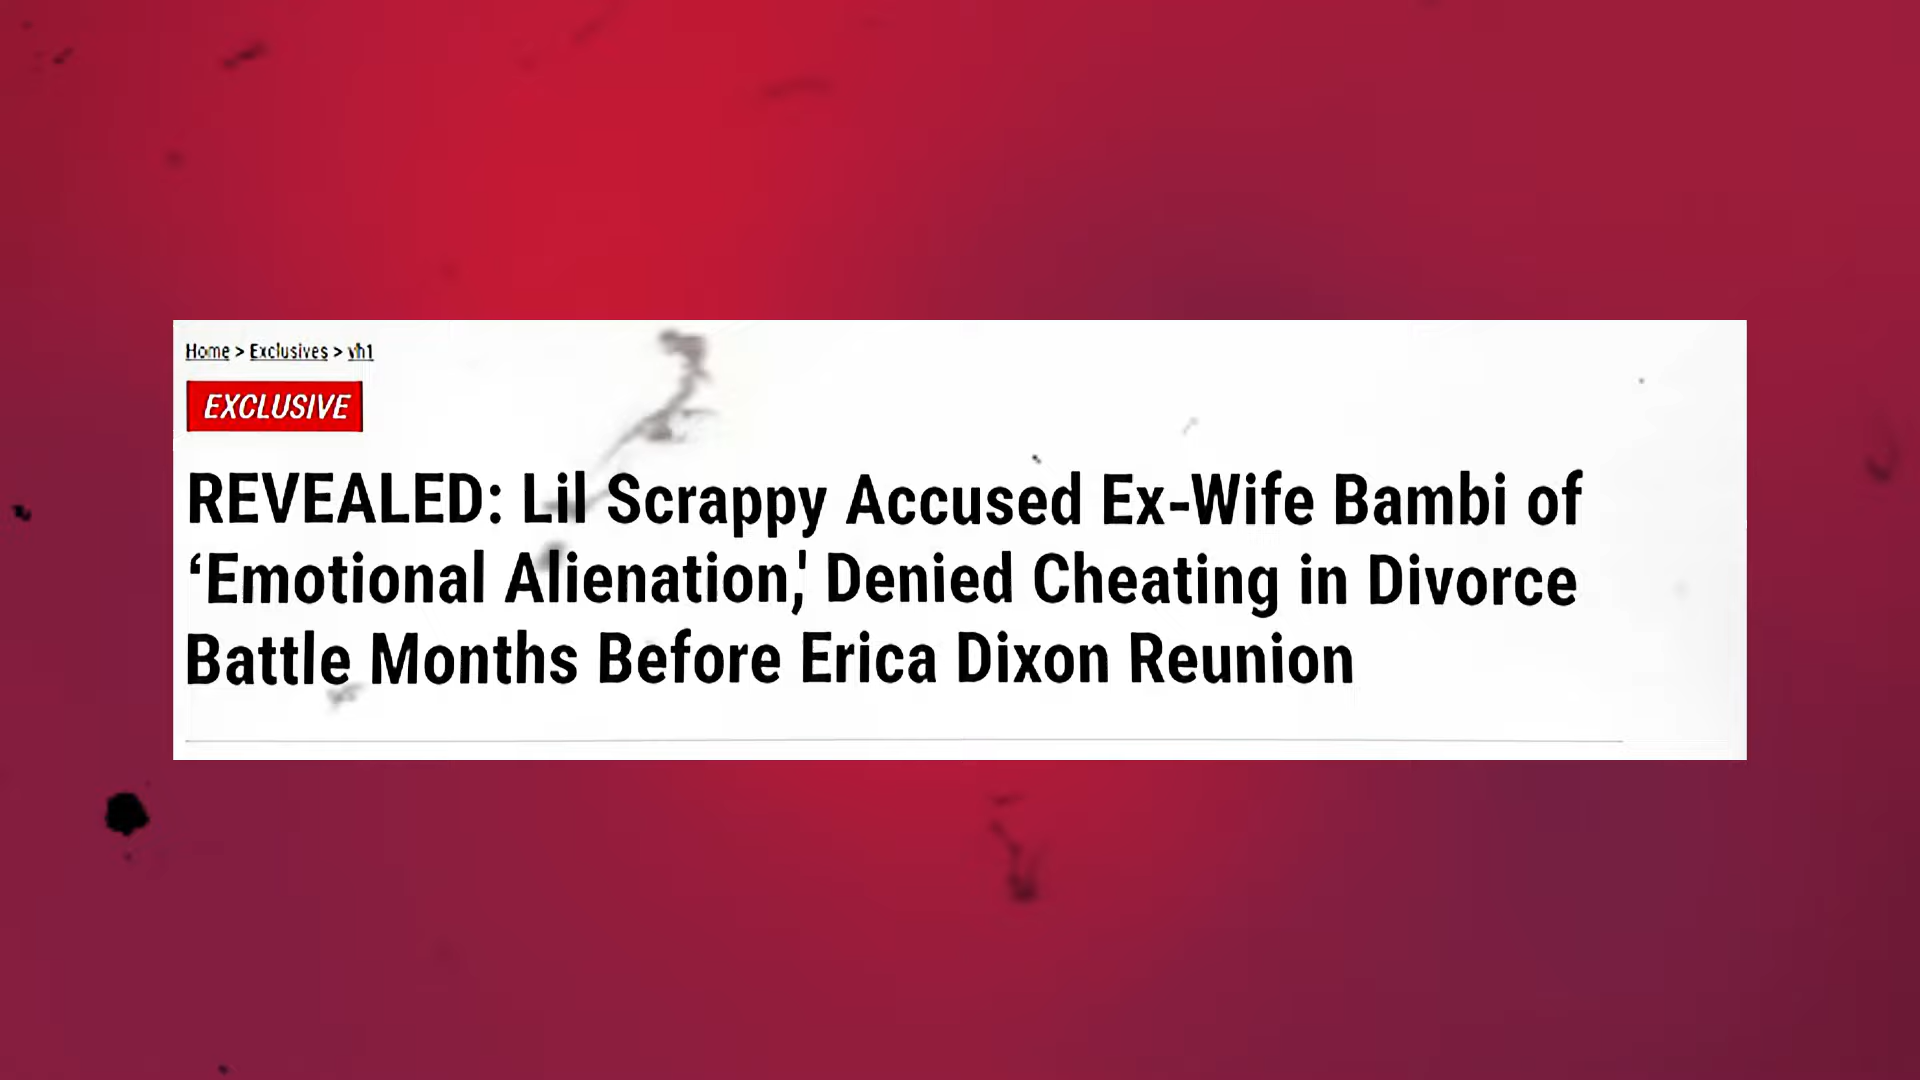 Home > Exclusives > vh1
EXCLUSIVE
REVEALED: Lil Scrappy Accused Ex-Wife Bambi of
‘Emotional Alienation,' Denied Cheating in Divorce
Battle Months Before Erica Dixon Reunion